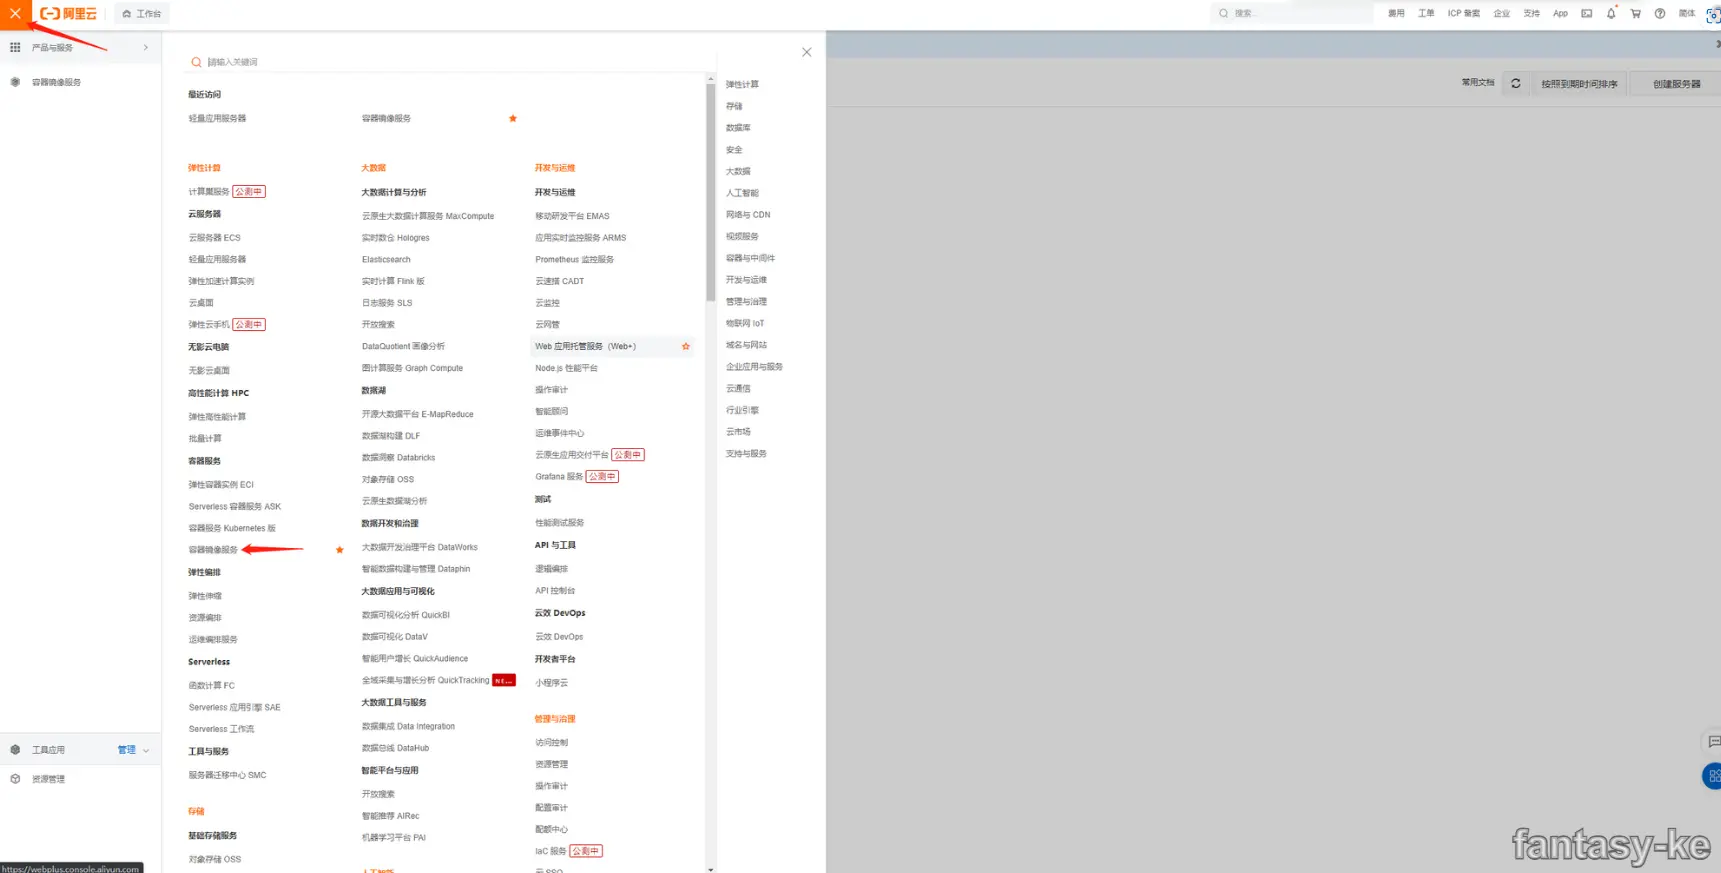 阿里云
工作台
搜索...
费用
工单
ICP 备案
企业
支持
App
简体
产品与服务
容器镜像服务
工具应用
管理
资源管理
请输入关键词
最近访问
轻量应用服务器
容器镜像服务
弹性计算
计算巢服务 公测中
云服务器
云服务器 ECS
轻量应用服务器
弹性加速计算实例
云桌面
弹性云手机 公测中
无影云电脑
无影云桌面
高性能计算 HPC
弹性高性能计算
批量计算
容器服务
弹性容器实例 ECI
Serverless 容器服务 ASK
容器服务 Kubernetes 版
容器镜像服务
弹性编排
弹性伸缩
资源编排
运维编排服务
Serverless
函数计算 FC
Serverless 应用引擎 SAE
Serverless 工作流
工具与服务
服务器迁移中心 SMC
存储
基础存储服务
对象存储 OSS
大数据
大数据计算与分析
云原生大数据计算服务 MaxCompute
实时数仓 Hologres
Elasticsearch
实时计算 Flink 版
日志服务 SLS
开放搜索
DataQuotient 画像分析
图计算服务 Graph Compute
数据湖
开源大数据平台 E-MapReduce
数据湖构建 DLF
数据洞察 Databricks
对象存储 OSS
云原生数据湖分析
数据开发和治理
大数据开发治理平台 DataWorks
智能数据构建与管理 Dataphin
大数据应用与可视化
数据可视化分析 QuickBI
数据可视化 DataV
智能用户增长 QuickAudience
全域采集与增长分析 QuickTracking NE...
大数据工具与服务
数据集成 Data Integration
数据总线 DataHub
智能平台与应用
开放搜索
智能推荐 AIRec
机器学习平台 PAI
人工智能
开发与运维
开发与运维
移动研发平台 EMAS
应用实时监控服务 ARMS
Prometheus 监控服务
云速搭 CADT
云监控
云网管
Web 应用托管服务（Web+）
Node.js 性能平台
操作审计
智能顾问
运维事件中心
云原生应用交付平台 公测中
Grafana 服务 公测中
测试
性能测试服务
API 与工具
逻辑编排
API 控制台
云效 DevOps
云效 DevOps
开发者平台
小程序云
管理与治理
访问控制
资源管理
操作审计
配置审计
配额中心
IaC 服务 公测中
云 SSO
弹性计算
存储
数据库
安全
大数据
人工智能
网络与 CDN
视频服务
容器与中间件
开发与运维
管理与治理
物联网 IoT
域名与网站
企业应用与服务
云通信
行业引擎
云市场
支持与服务
常用文档
按照到期时间排序
创建服务器
https://webplus.console.aliyun.com
fantasy-ke